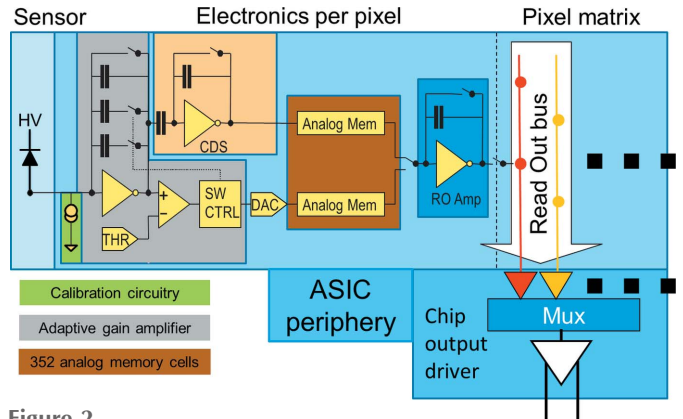 Sensor
Electronics per pixel
Pixel matrix
HV
CDS
Analog Mem
Analog Mem
RO Amp
Read Out bus
+
−
SW
CTRL
DAC
THR
Calibration circuitry
Adaptive gain amplifier
352 analog memory cells
ASIC
periphery
Chip
output
driver
Mux
Figure 2